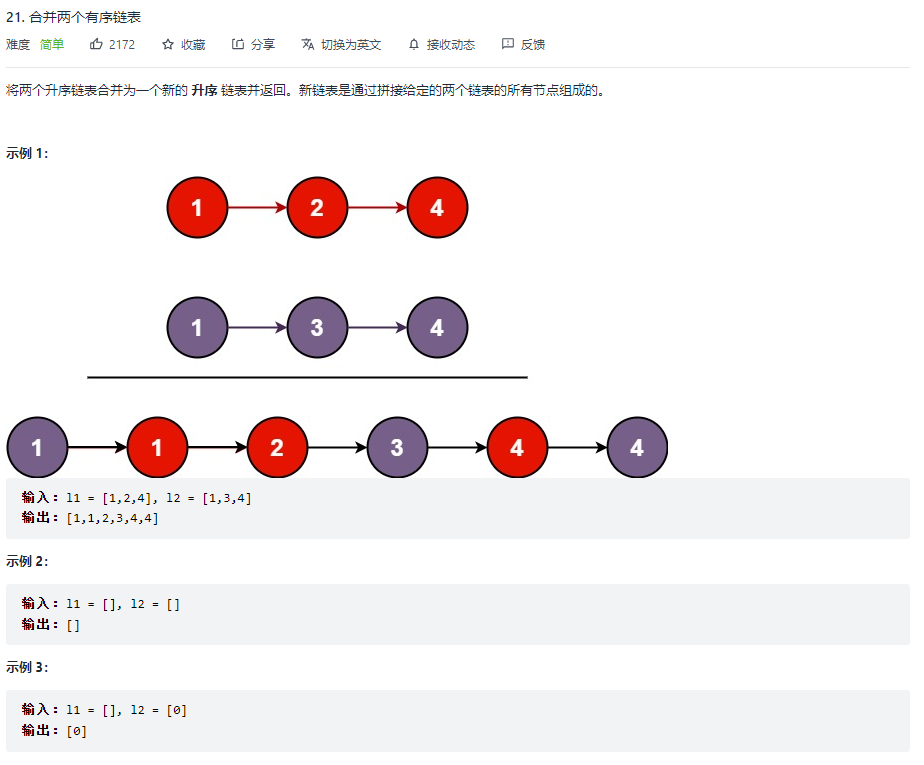 21. 合并两个有序链表
难度 简单 2172 收藏 分享 切换为英文 接收动态 反馈
将两个升序链表合并为一个新的 升序 链表并返回。新链表是通过拼接给定的两个链表的所有节点组成的。
示例 1：
1 2 4
1 3 4
1 1 2 3 4 4
输入：l1 = [1,2,4], l2 = [1,3,4]
输出：[1,1,2,3,4,4]
示例 2：
输入：l1 = [], l2 = []
输出：[]
示例 3：
输入：l1 = [], l2 = [0]
输出：[0]